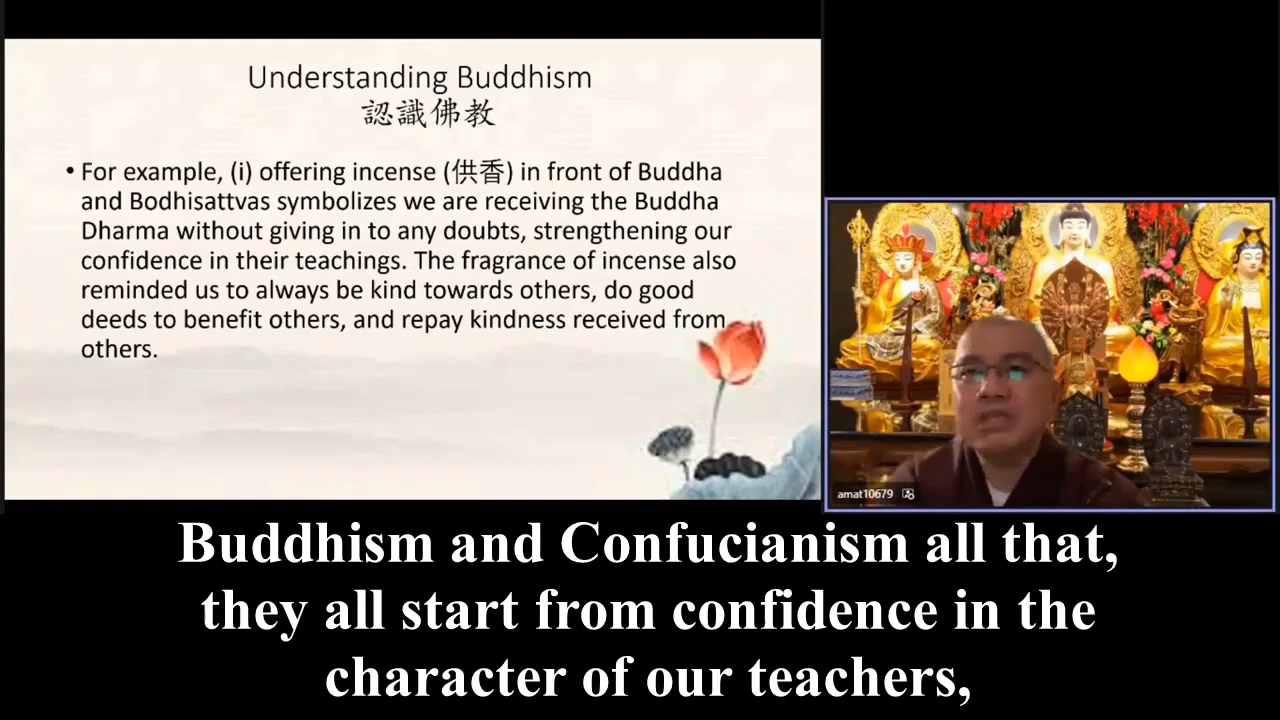 Understanding Buddhism
認識佛教
• For example, (i) offering incense (供香) in front of Buddha
and Bodhisattvas symbolizes we are receiving the Buddha
Dharma without giving in to any doubts, strengthening our
confidence in their teachings. The fragrance of incense also
reminded us to always be kind towards others, do good
deeds to benefit others, and repay kindness received from
others.
amat10679
Buddhism and Confucianism all that,
they all start from confidence in the
character of our teachers,